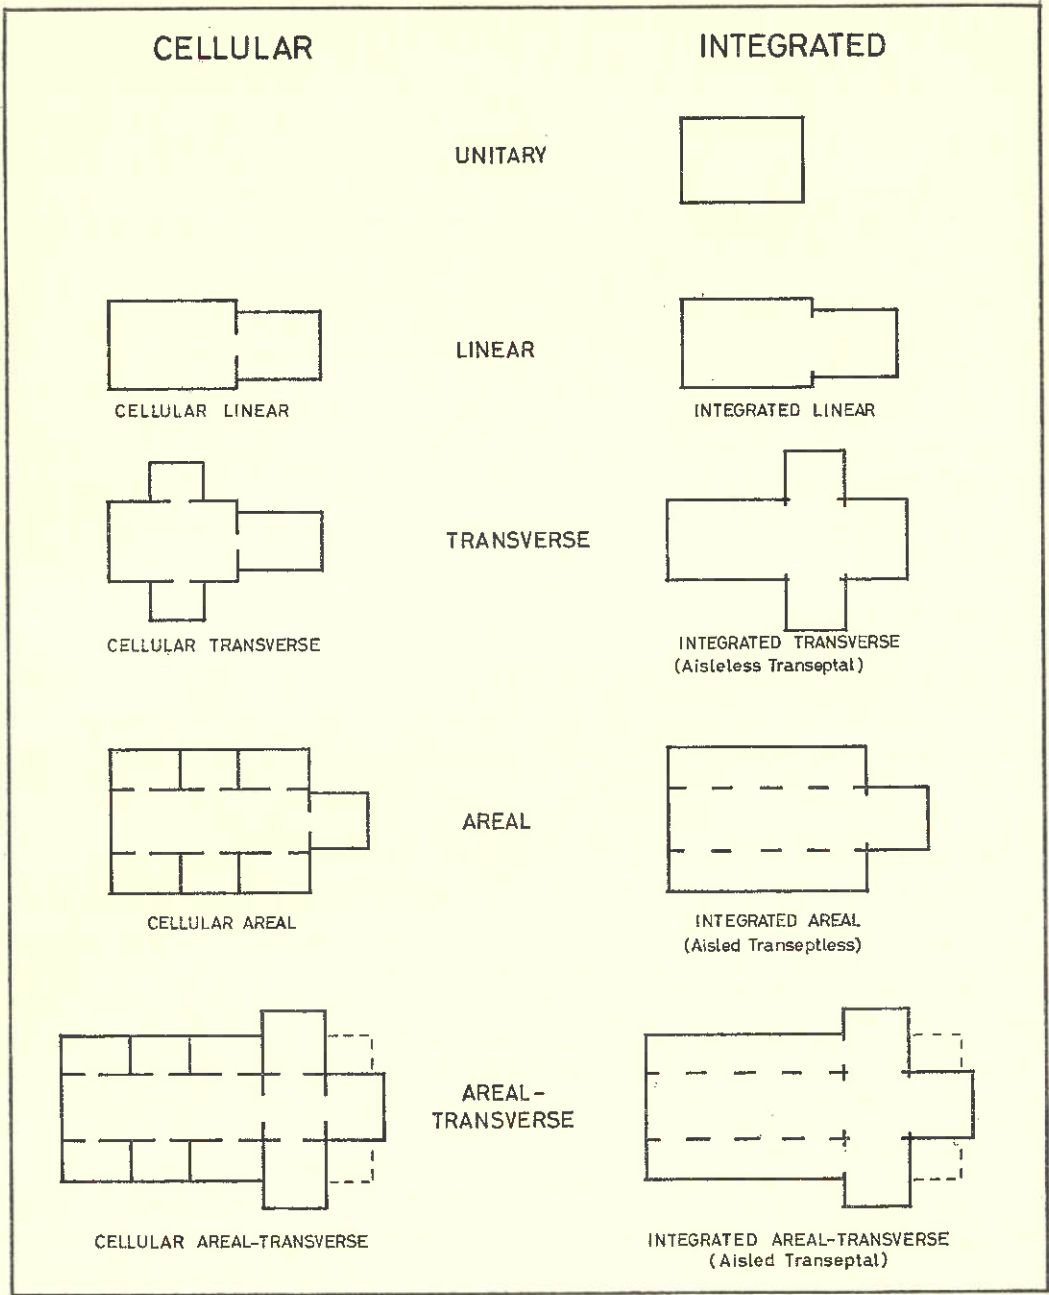 CELLULAR
INTEGRATED
UNITARY
LINEAR
CELLULAR LINEAR
INTEGRATED LINEAR
TRANSVERSE
CELLULAR TRANSVERSE
INTEGRATED TRANSVERSE
(Aisleless Transeptal)
AREAL
CELLULAR AREAL
INTEGRATED AREAL
(Aisled Transeptless)
AREAL-
TRANSVERSE
CELLULAR AREAL-TRANSVERSE
INTEGRATED AREAL-TRANSVERSE
(Aisled Transeptal)